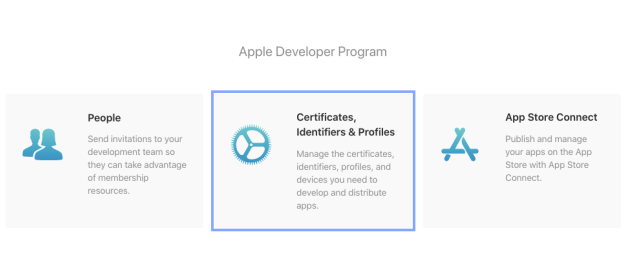 Apple Developer Program
People
Send invitations to your
development team so
they can take advantage
of membership
resources.
Certificates,
Identifiers & Profiles
Manage the certificates,
identifiers, profiles, and
devices you need to
develop and distribute
apps.
App Store Connect
Publish and manage
your apps on the App
Store with App Store
Connect.